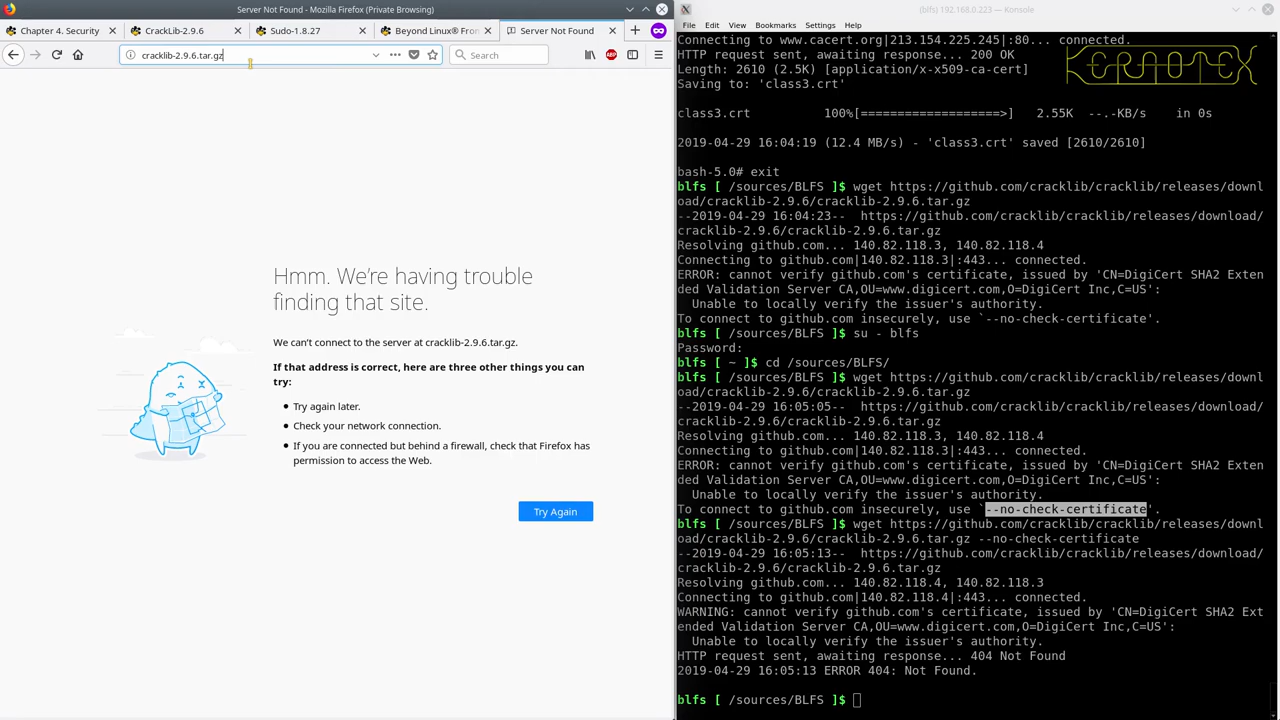 Server Not Found - Mozilla Firefox (Private Browsing)
Chapter 4. Security
CrackLib-2.9.6
Sudo-1.8.27
Beyond Linux® Fro
Server Not Found
cracklib-2.9.6.tar.gz
Search
Hmm. We're having trouble
finding that site.
We can't connect to the server at cracklib-2.9.6.tar.gz.
If that address is correct, here are three other things you can
try:
Try again later.
Check your network connection.
If you are connected but behind a firewall, check that Firefox has
permission to access the Web.
Try Again
(blfs) 192.168.0.223 — Konsole
File Edit View Bookmarks Settings Help
KERNOTEX
Connecting to www.cacert.org|213.154.225.245|:80... connected.
HTTP request sent, awaiting response... 200 OK
Length: 2610 (2.5K) [application/x-x509-ca-cert]
Saving to: 'class3.crt'
class3.crt 100%[===================>] 2.55K --.-KB/s in 0s
2019-04-29 16:04:19 (12.4 MB/s) - 'class3.crt' saved [2610/2610]
bash-5.0# exit
blfs [ /sources/BLFS ]$ wget https://github.com/cracklib/cracklib/releases/downl
oad/cracklib-2.9.6/cracklib-2.9.6.tar.gz
--2019-04-29 16:04:23-- https://github.com/cracklib/cracklib/releases/download/
cracklib-2.9.6/cracklib-2.9.6.tar.gz
Resolving github.com... 140.82.118.3, 140.82.118.4
Connecting to github.com|140.82.118.3|:443... connected.
ERROR: cannot verify github.com's certificate, issued by 'CN=DigiCert SHA2 Exten
ded Validation Server CA,OU=www.digicert.com,O=DigiCert Inc,C=US':
Unable to locally verify the issuer's authority.
To connect to github.com insecurely, use `--no-check-certificate'.
blfs [ /sources/BLFS ]$ su - blfs
Password:
blfs [ ~ ]$ cd /sources/BLFS/
blfs [ /sources/BLFS ]$ wget https://github.com/cracklib/cracklib/releases/downl
oad/cracklib-2.9.6/cracklib-2.9.6.tar.gz
--2019-04-29 16:05:05-- https://github.com/cracklib/cracklib/releases/download/
cracklib-2.9.6/cracklib-2.9.6.tar.gz
Resolving github.com... 140.82.118.3, 140.82.118.4
Connecting to github.com|140.82.118.3|:443... connected.
ERROR: cannot verify github.com's certificate, issued by 'CN=DigiCert SHA2 Exten
ded Validation Server CA,OU=www.digicert.com,O=DigiCert Inc,C=US':
Unable to locally verify the issuer's authority.
To connect to github.com insecurely, use `--no-check-certificate'.
blfs [ /sources/BLFS ]$ wget https://github.com/cracklib/cracklib/releases/downl
oad/cracklib-2.9.6/cracklib-2.9.6.tar.gz --no-check-certificate
--2019-04-29 16:05:13-- https://github.com/cracklib/cracklib/releases/download/
cracklib-2.9.6/cracklib-2.9.6.tar.gz
Resolving github.com... 140.82.118.4, 140.82.118.3
Connecting to github.com|140.82.118.4|:443... connected.
WARNING: cannot verify github.com's certificate, issued by 'CN=DigiCert SHA2 Ext
ended Validation Server CA,OU=www.digicert.com,O=DigiCert Inc,C=US':
Unable to locally verify the issuer's authority.
HTTP request sent, awaiting response... 404 Not Found
2019-04-29 16:05:13 ERROR 404: Not Found.
blfs [ /sources/BLFS ]$